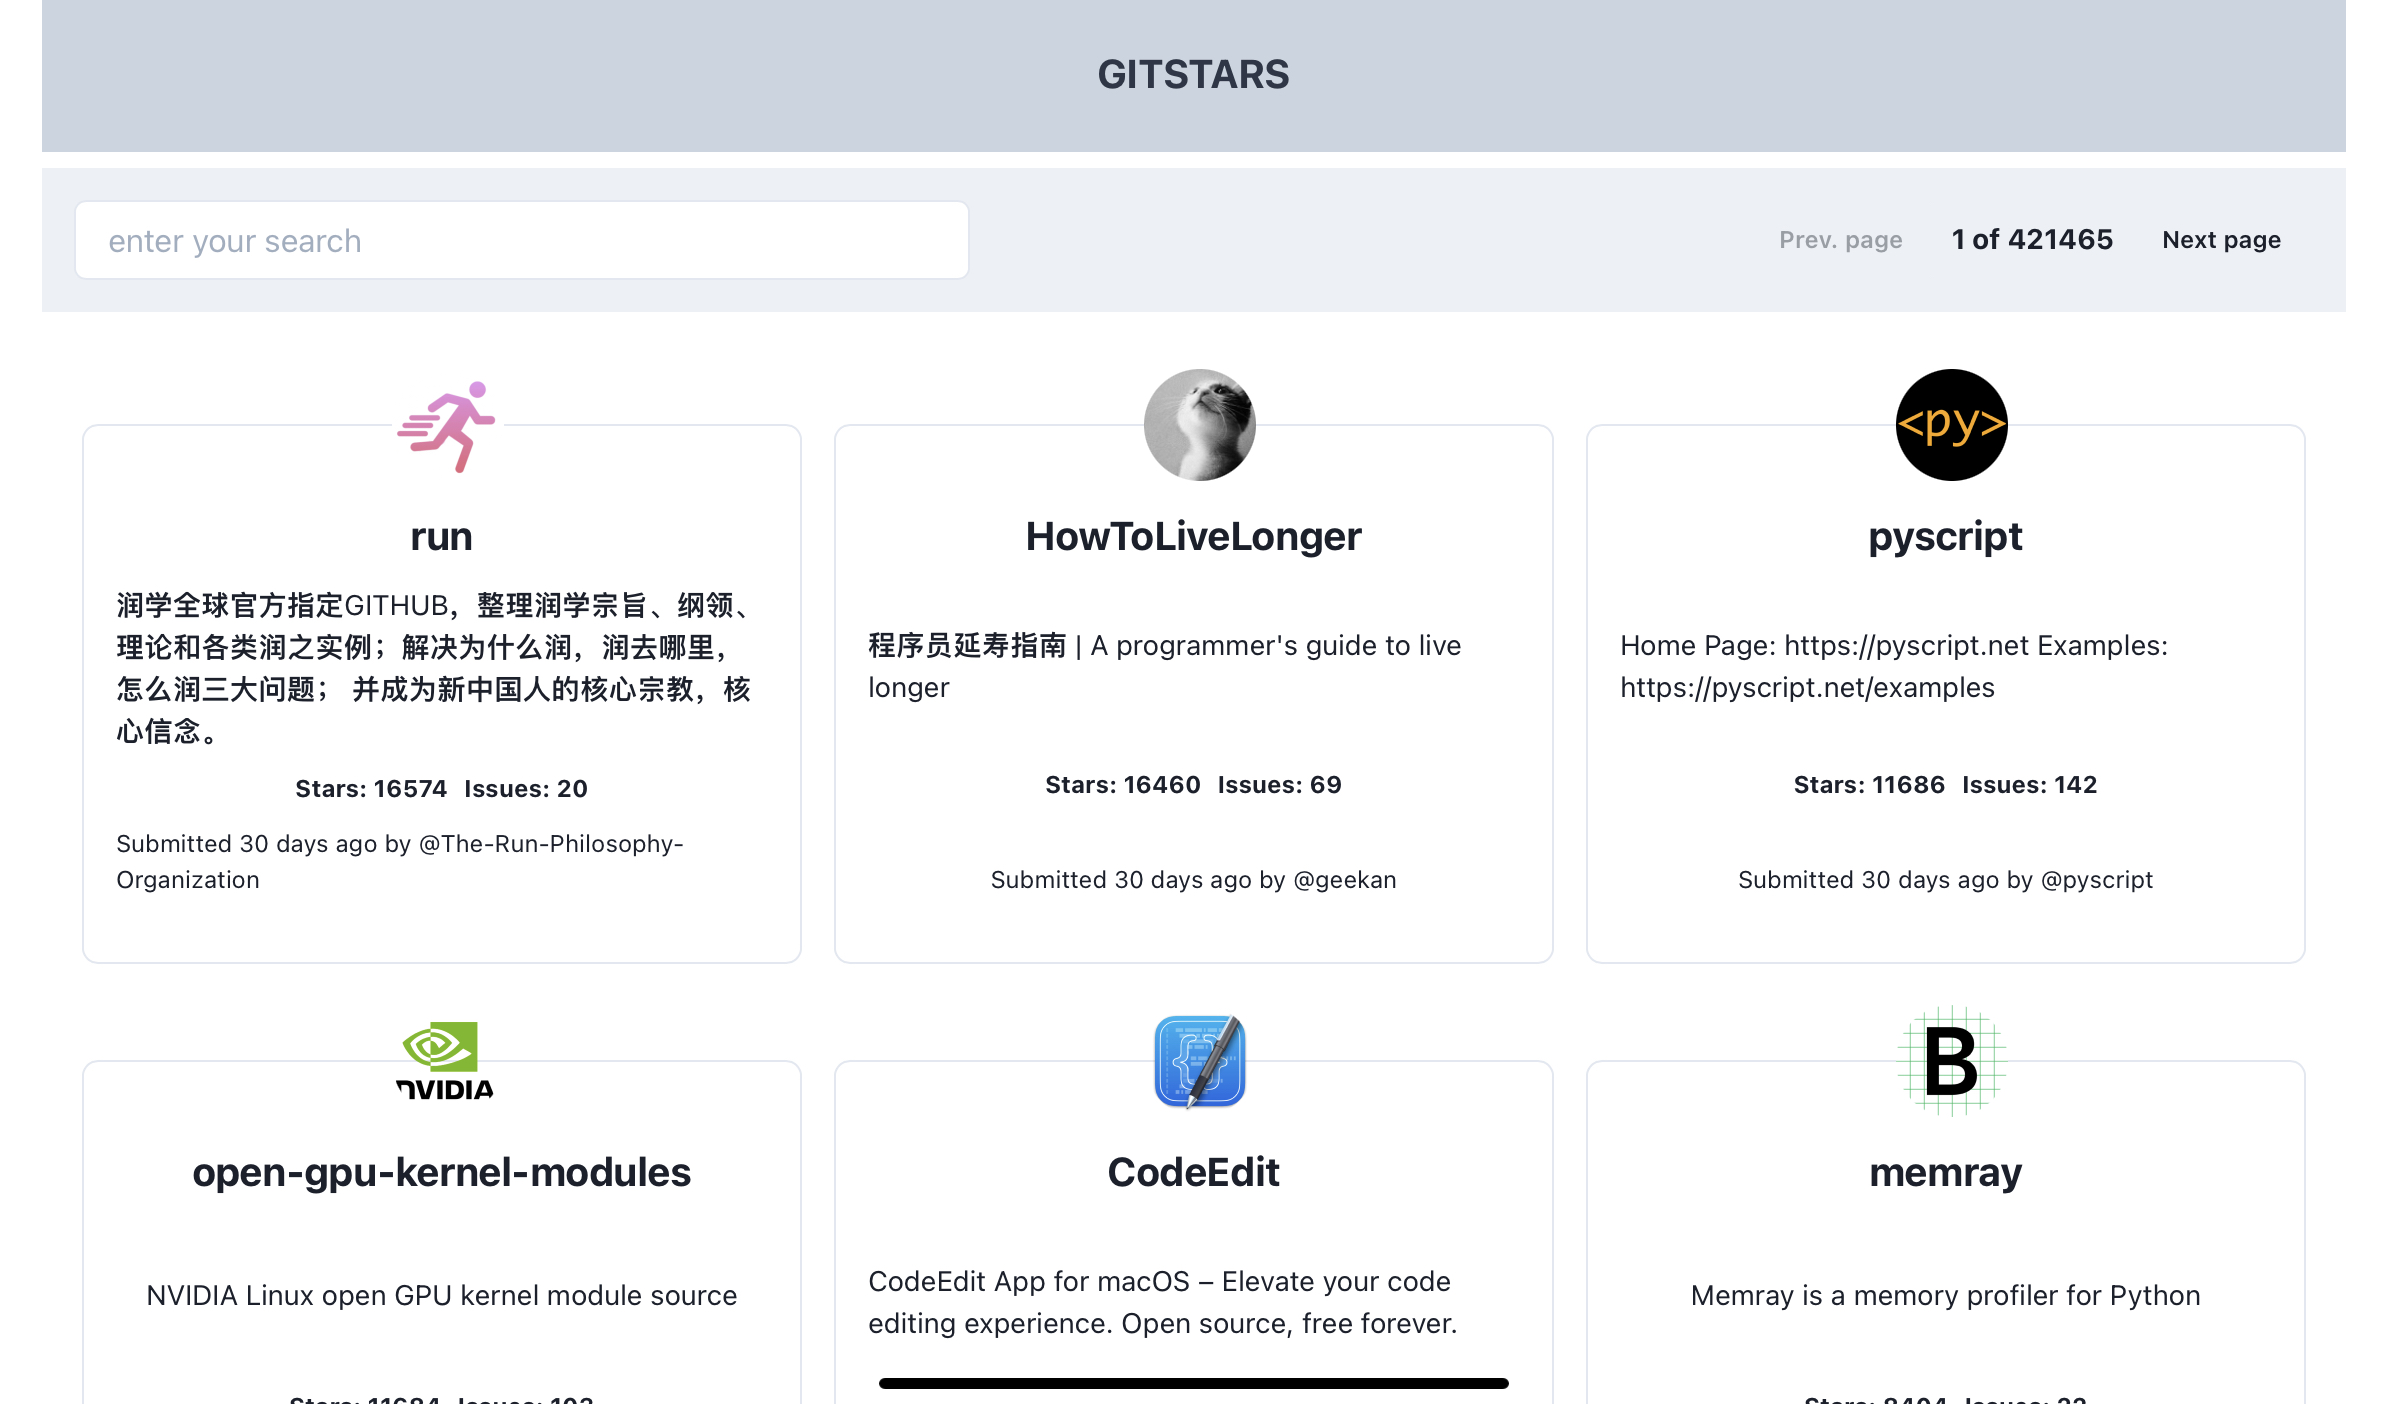 GITSTARS
enter your search
Prev. page 1 of 421465 Next page
<py>
run
润学全球官方指定GITHUB，整理润学宗旨、纲领、
理论和各类润之实例；解决为什么润，润去哪里，
怎么润三大问题； 并成为新中国人的核心宗教，核
心信念。
Stars: 16574 Issues: 20
Submitted 30 days ago by @The-Run-Philosophy-
Organization
HowToLiveLonger
程序员延寿指南 | A programmer's guide to live
longer
Stars: 16460 Issues: 69
Submitted 30 days ago by @geekan
pyscript
Home Page: https://pyscript.net Examples:
https://pyscript.net/examples
Stars: 11686 Issues: 142
Submitted 30 days ago by @pyscript
NVIDIA
open-gpu-kernel-modules
NVIDIA Linux open GPU kernel module source
Stars: 11684 Issues: 103
{}
CodeEdit
CodeEdit App for macOS – Elevate your code
editing experience. Open source, free forever.
B
memray
Memray is a memory profiler for Python
Stars: 8404 Issues: